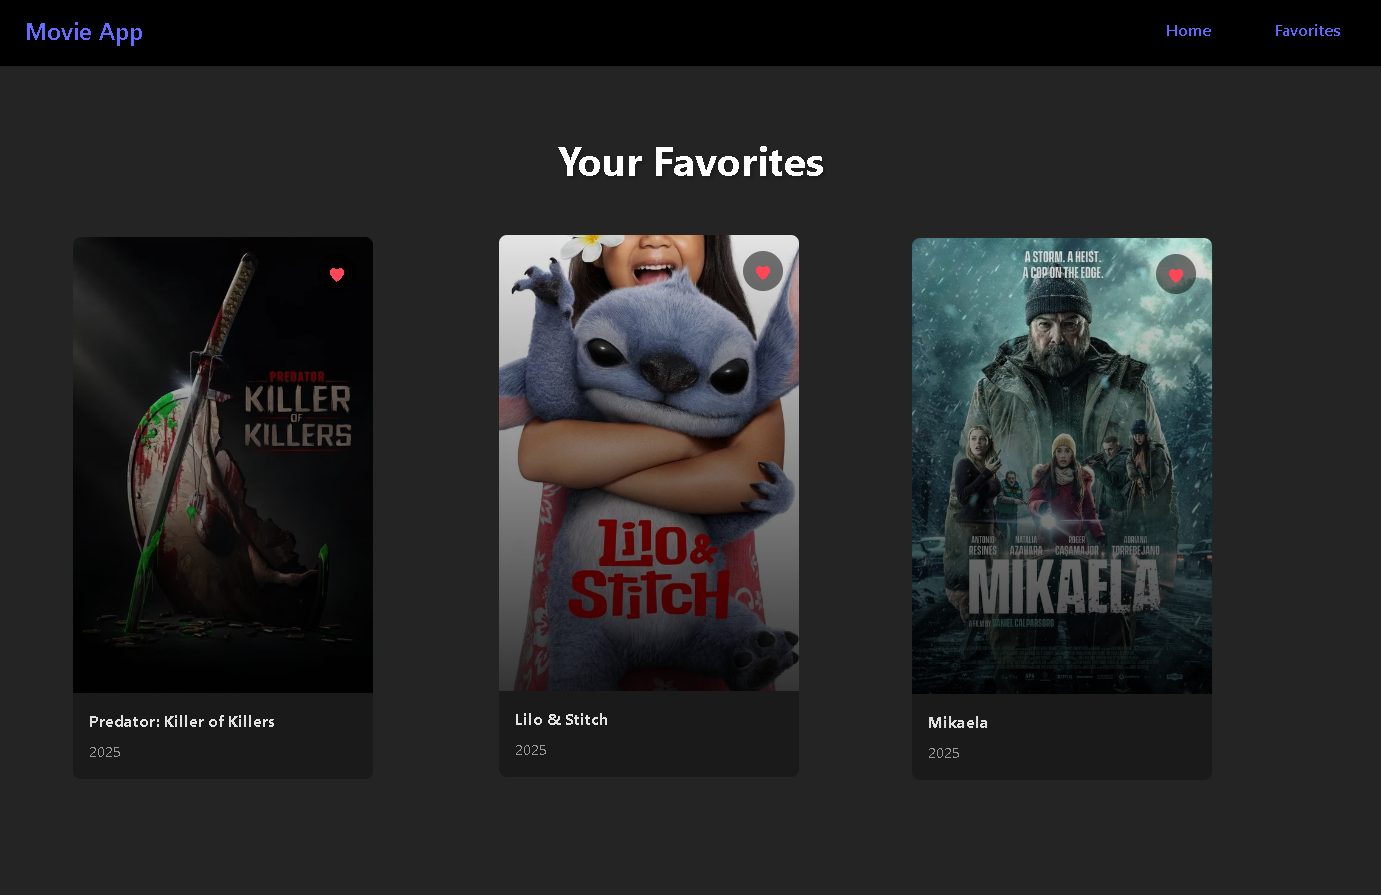 Movie App
Home
Favorites
Your Favorites
PREDATOR
KILLER
OF
KILLERS
Predator: Killer of Killers
2025
Lilo &
Stitch
Lilo & Stitch
2025
A STORM. A HEIST.
A COP ON THE EDGE.
ANTONIO RESINES
NATALIA AZAHARA
ROGER CASAMAJOR
ADRIANA TORREBEJANO
MIKAELA
A FILM BY DANIEL CALPARSORO
Mikaela
2025